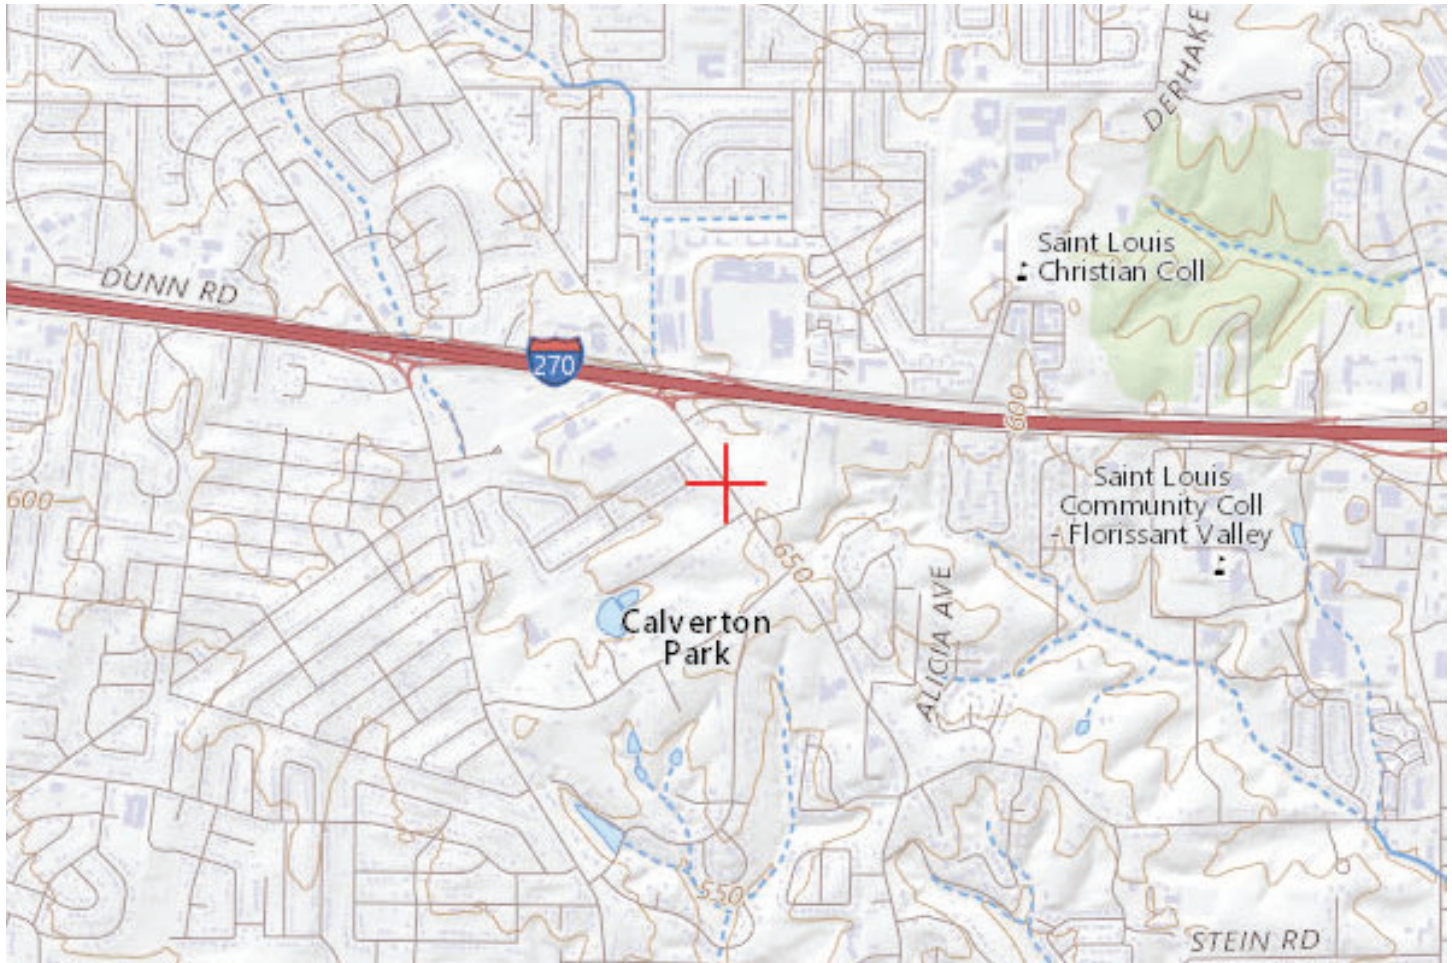 DEPHAKE
Saint Louis
Christian Coll
DUNN RD
270
600
600
Saint Louis
Community Coll
- Florissant Valley
650
ALICIA AVE
Calverton
Park
550
STEIN RD